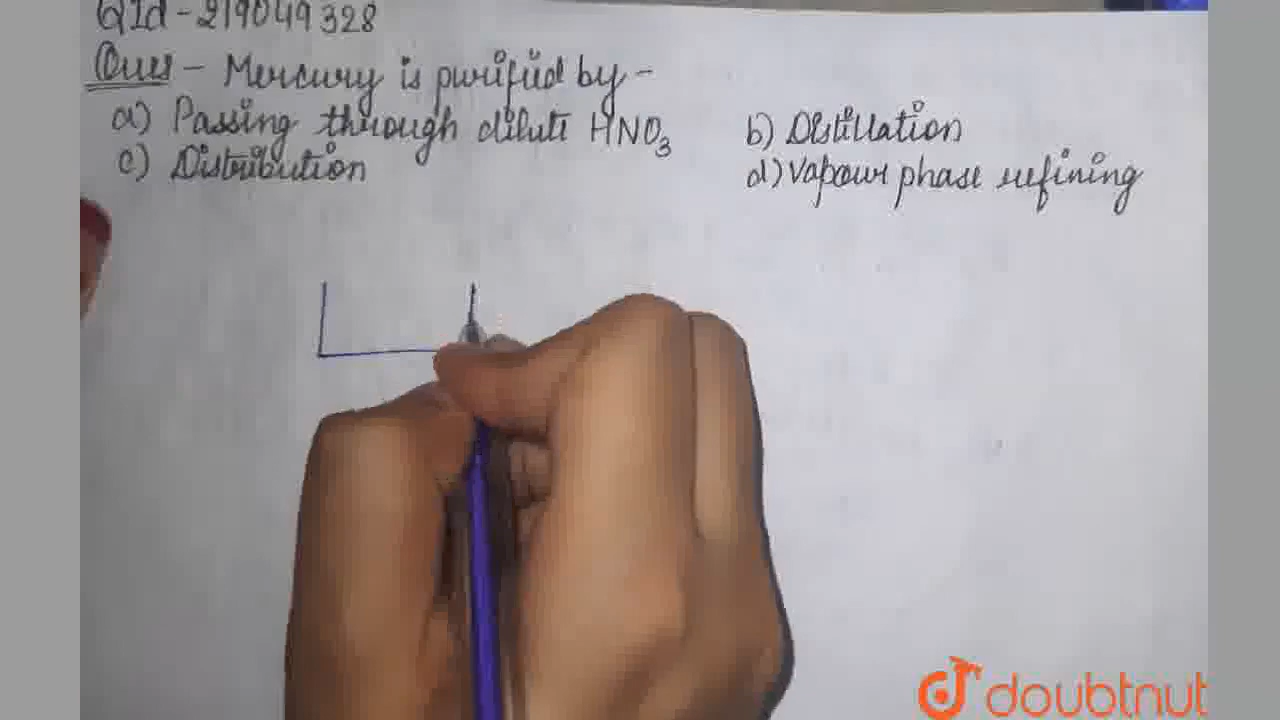 QId - 219049328
Ques - Mercury is purified by -
a) Passing through dilute HNO₃ b) Distillation
c) Distribution d) Vapour phase refining
doubtnut